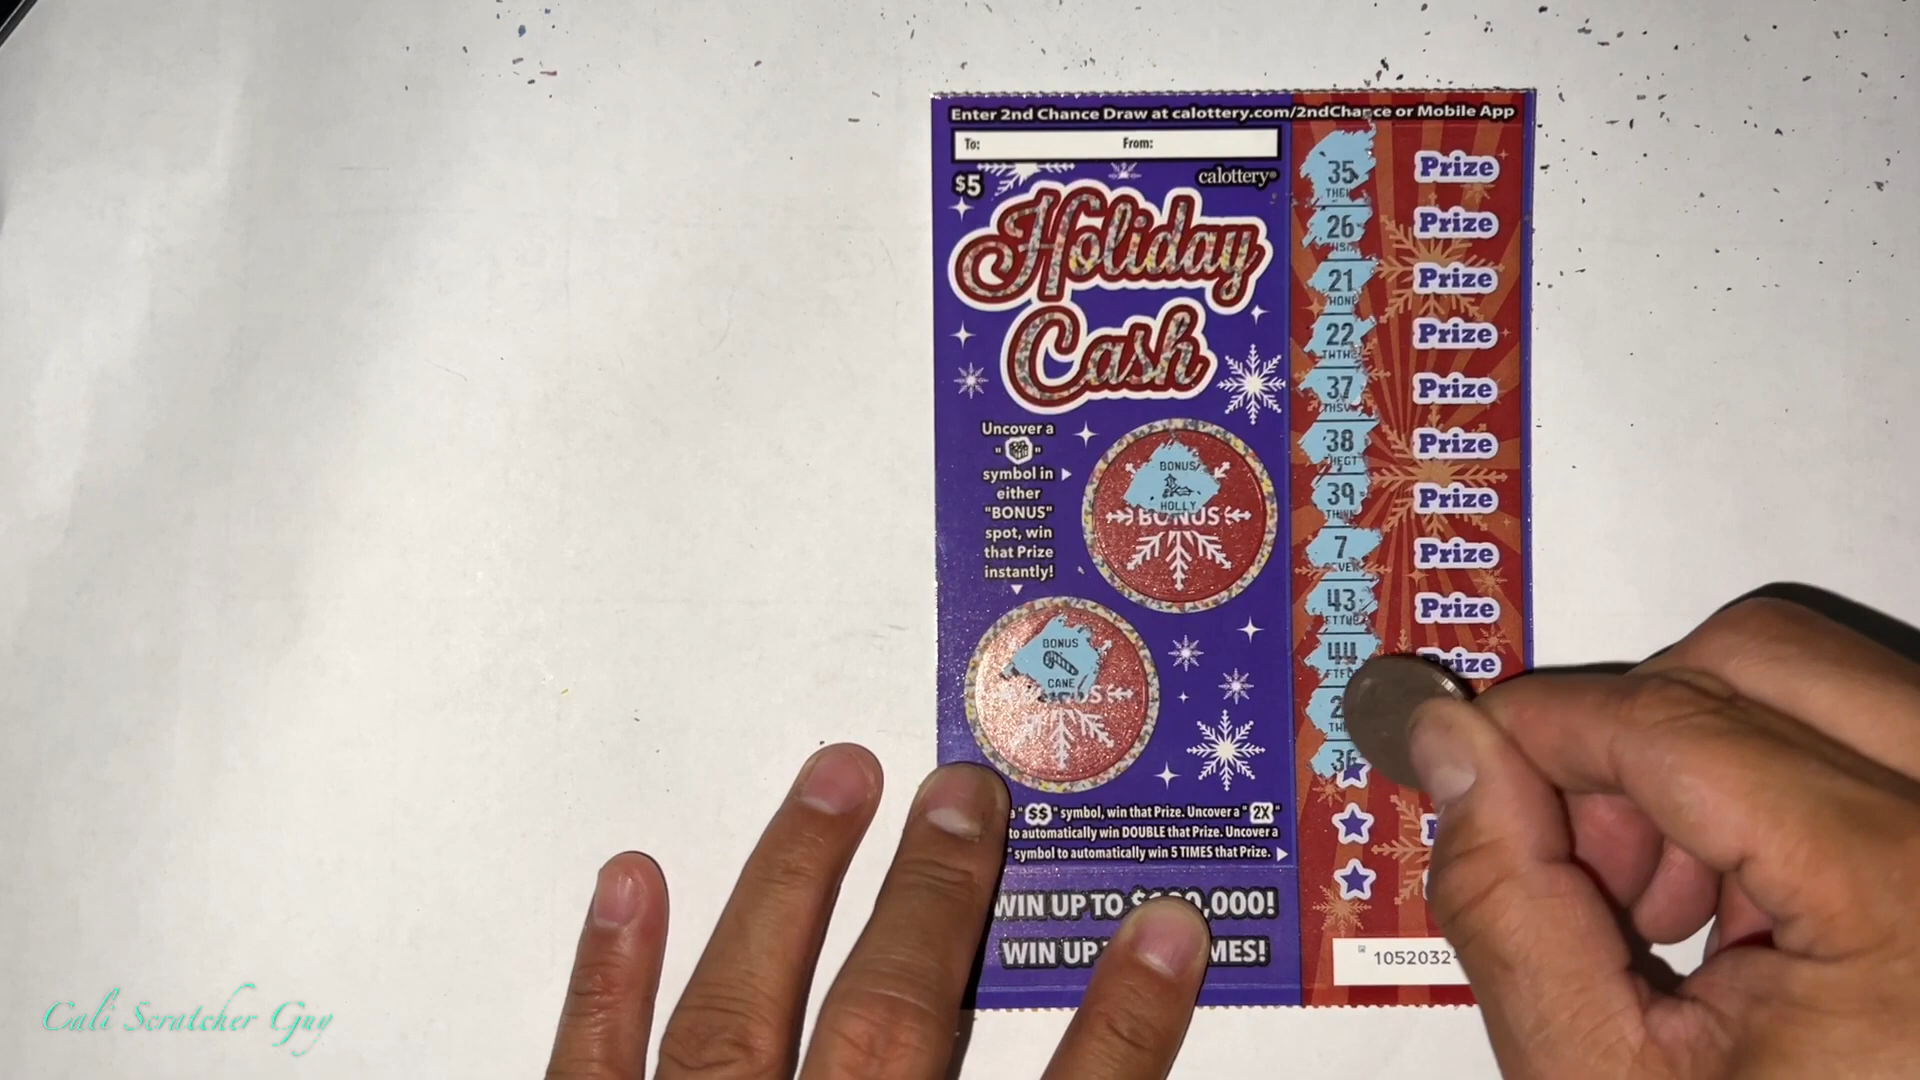 Enter 2nd Chance Draw at calottery.com/2ndChance or Mobile App
To: From:
$5 calottery
Holiday
Cash
Uncover a
" "
symbol in
either
"BONUS"
spot, win
that Prize
instantly!
BONUS
HOLLY
BONUS
BONUS
CANE
" $$ " symbol, win that Prize. Uncover a " 2X "
to automatically win DOUBLE that Prize. Uncover a
" symbol to automatically win 5 TIMES that Prize.
WIN UP TO
WIN UP
35 Prize
26 Prize
21 Prize
22 Prize
37 Prize
38 Prize
39 Prize
7 Prize
43 Prize
44
36
1052032
Cali Scratcher Guy